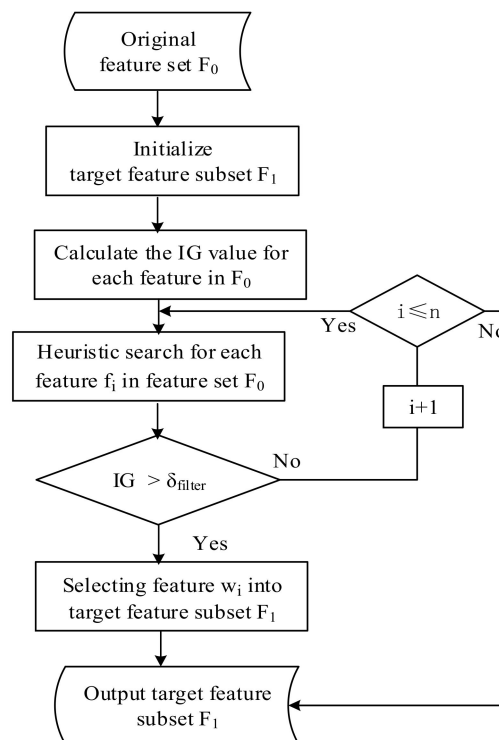 Original
feature set F₀
Initialize
target feature subset F₁
Calculate the IG value for
each feature in F₀
i≤n
Yes
No
Heuristic search for each
feature fᵢ in feature set F₀
i+1
IG > δfilter
No
Yes
Selecting feature wᵢ into
target feature subset F₁
Output target feature
subset F₁